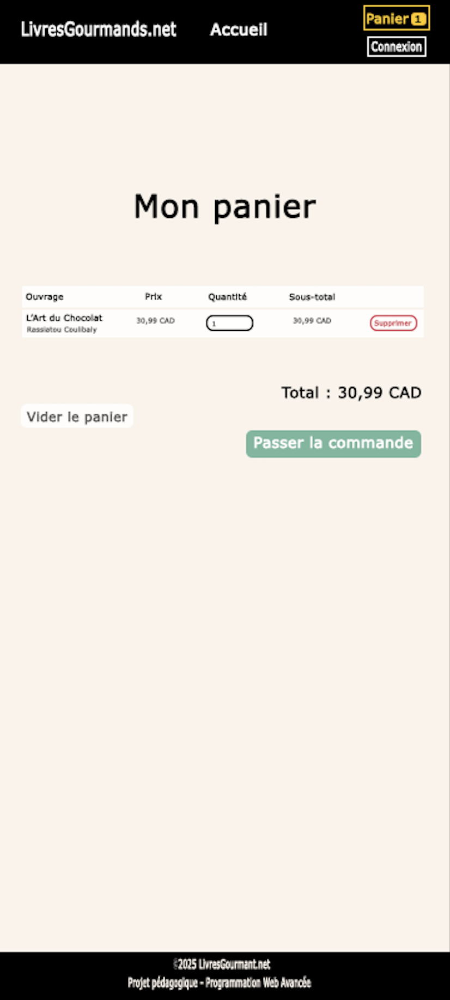 LivresGourmands.net Accueil Panier 1
Connexion
Mon panier
Ouvrage Prix Quantité Sous-total
L'Art du Chocolat 30,99 CAD 1 30,99 CAD Supprimer
Rassiatou Coulibaly
Total : 30,99 CAD
Vider le panier
Passer la commande
©2025 LivresGourmant.net
Projet pédagogique - Programmation Web Avancée